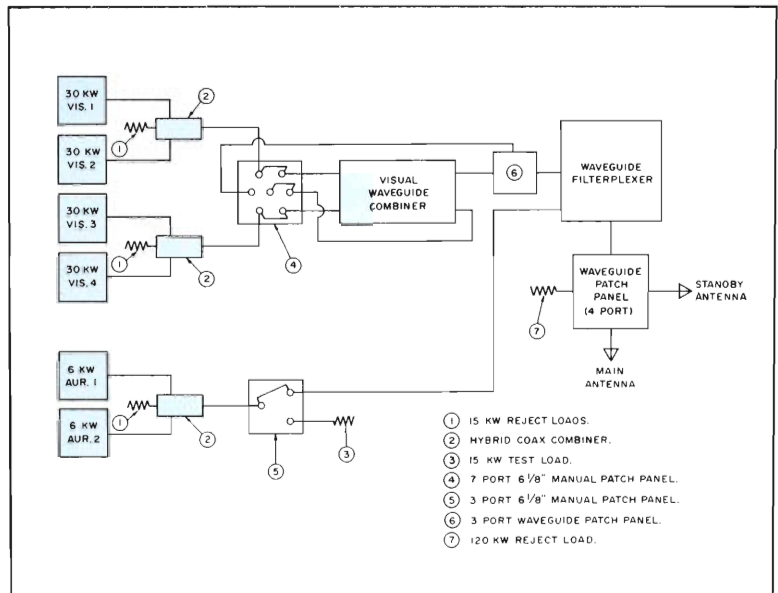 30 KW
VIS. 1
30 KW
VIS. 2
30 KW
VIS. 3
30 KW
VIS. 4
6 KW
AUR. 1
6 KW
AUR. 2
1
2
1
2
1
2
4
VISUAL
WAVEGUIDE
COMBINER
6
WAVEGUIDE
FILTERPLEXER
WAVEGUIDE
PATCH
PANEL
(4 PORT)
STANDBY
ANTENNA
7
MAIN
ANTENNA
5
3
1 15 KW REJECT LOADS.
2 HYBRID COAX COMBINER.
3 15 KW TEST LOAD.
4 7 PORT 6 1/8" MANUAL PATCH PANEL.
5 3 PORT 6 1/8" MANUAL PATCH PANEL.
6 3 PORT WAVEGUIDE PATCH PANEL.
7 120 KW REJECT LOAD.